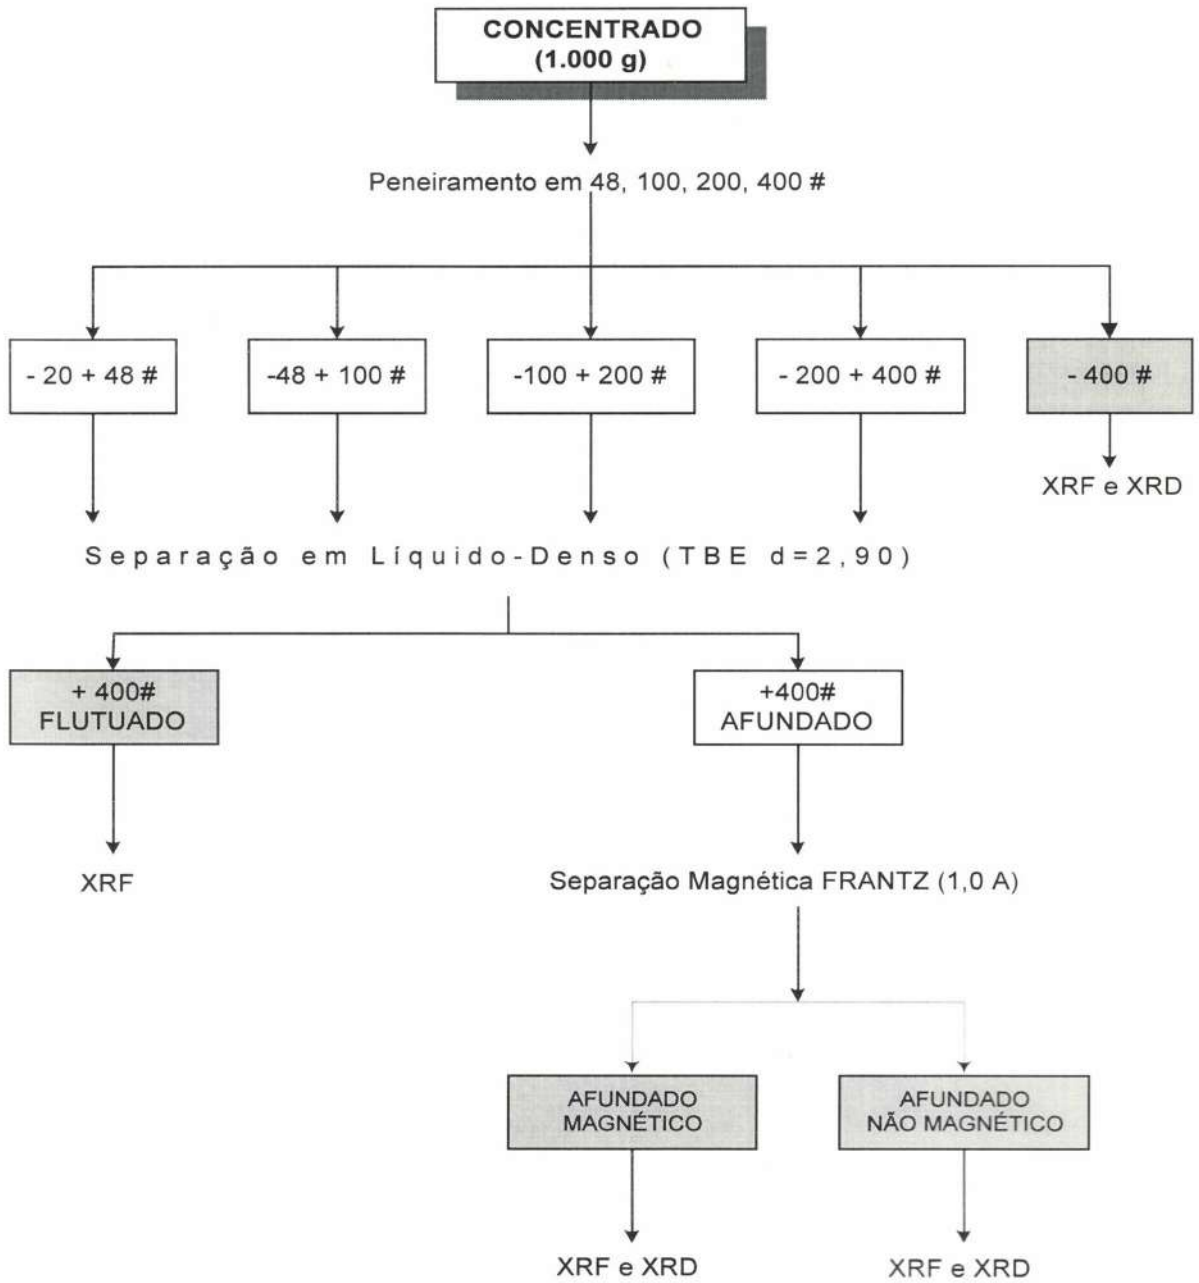 CONCENTRADO
(1.000 g)
Peneiramento em 48, 100, 200, 400 #
- 20 + 48 #
-48 + 100 #
-100 + 200 #
- 200 + 400 #
- 400 #
XRF e XRD
Separação em Líquido-Denso (TBE d=2,90)
+ 400#
FLUTUADO
+400#
AFUNDADO
XRF
Separação Magnética FRANTZ (1,0 A)
AFUNDADO
MAGNÉTICO
AFUNDADO
NÃO MAGNÉTICO
XRF e XRD
XRF e XRD